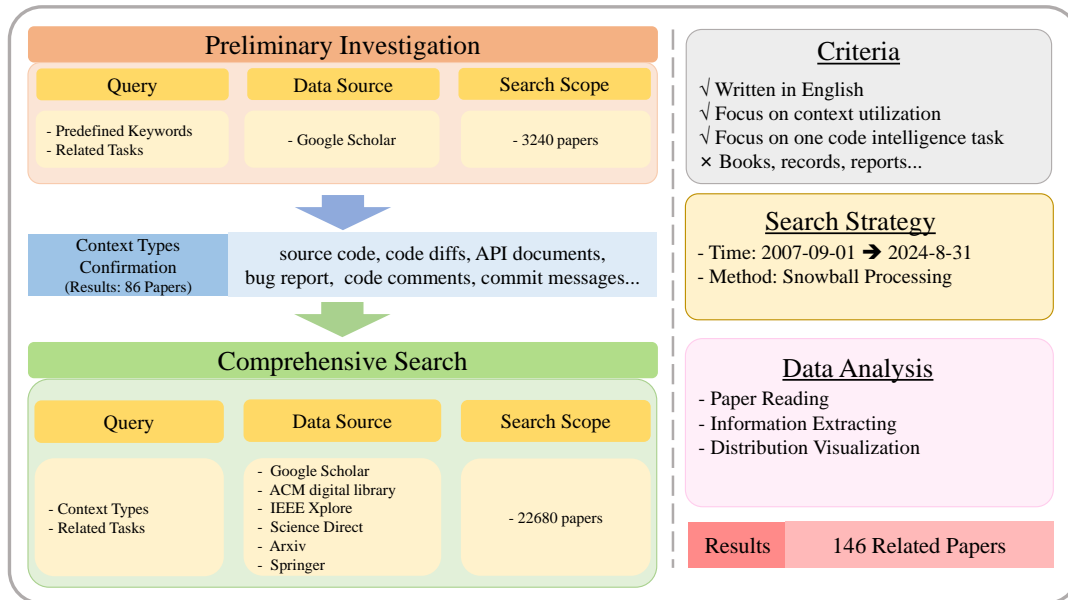 Preliminary Investigation
Query
Data Source
Search Scope
- Predefined Keywords
- Related Tasks
- Google Scholar
- 3240 papers
Context Types
Confirmation
(Results: 86 Papers)
source code, code diffs, API documents,
bug report, code comments, commit messages...
Comprehensive Search
Query
Data Source
Search Scope
- Context Types
- Related Tasks
- Google Scholar
- ACM digital library
- IEEE Xplore
- Science Direct
- Arxiv
- Springer
- 22680 papers
Criteria
√ Written in English
√ Focus on context utilization
√ Focus on one code intelligence task
× Books, records, reports...
Search Strategy
- Time: 2007-09-01 ➔ 2024-8-31
- Method: Snowball Processing
Data Analysis
- Paper Reading
- Information Extracting
- Distribution Visualization
Results
146 Related Papers